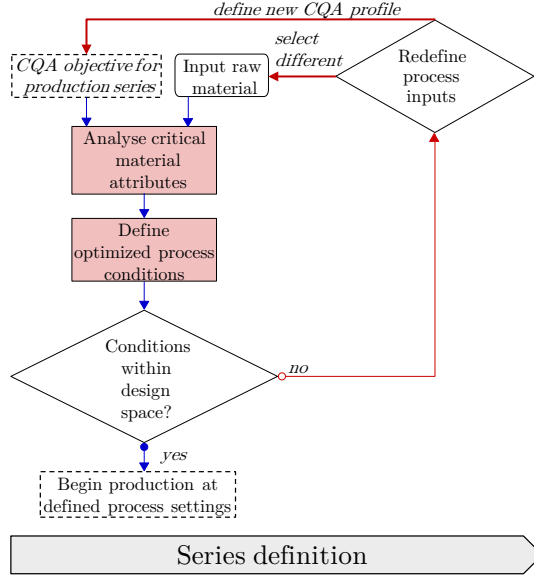 define new CQA profile
select
different
CQA objective for
production series
Input raw
material
Redefine
process
inputs
Analyse critical
material
attributes
Define
optimized process
conditions
Conditions
within
design
space?
no
yes
Begin production at
defined process settings
Series definition